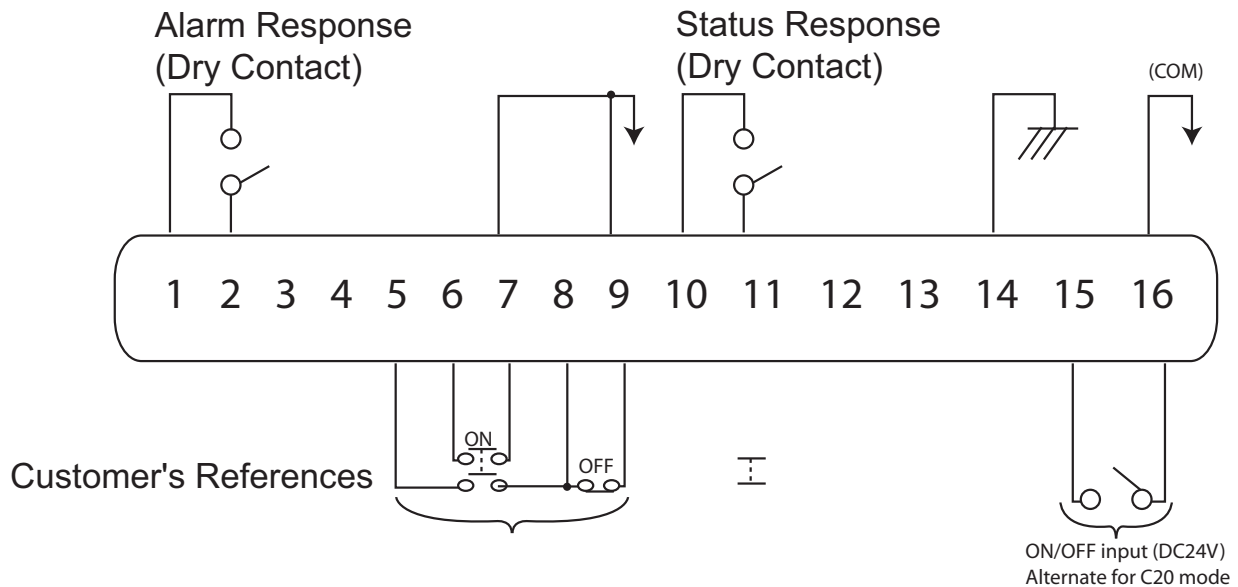 Alarm Response
(Dry Contact)
Status Response
(Dry Contact)
(COM)
1 2 3 4 5 6 7 8 9 10 11 12 13 14 15 16
ON
OFF
Customer's References
ON/OFF input (DC24V)
Alternate for C20 mode